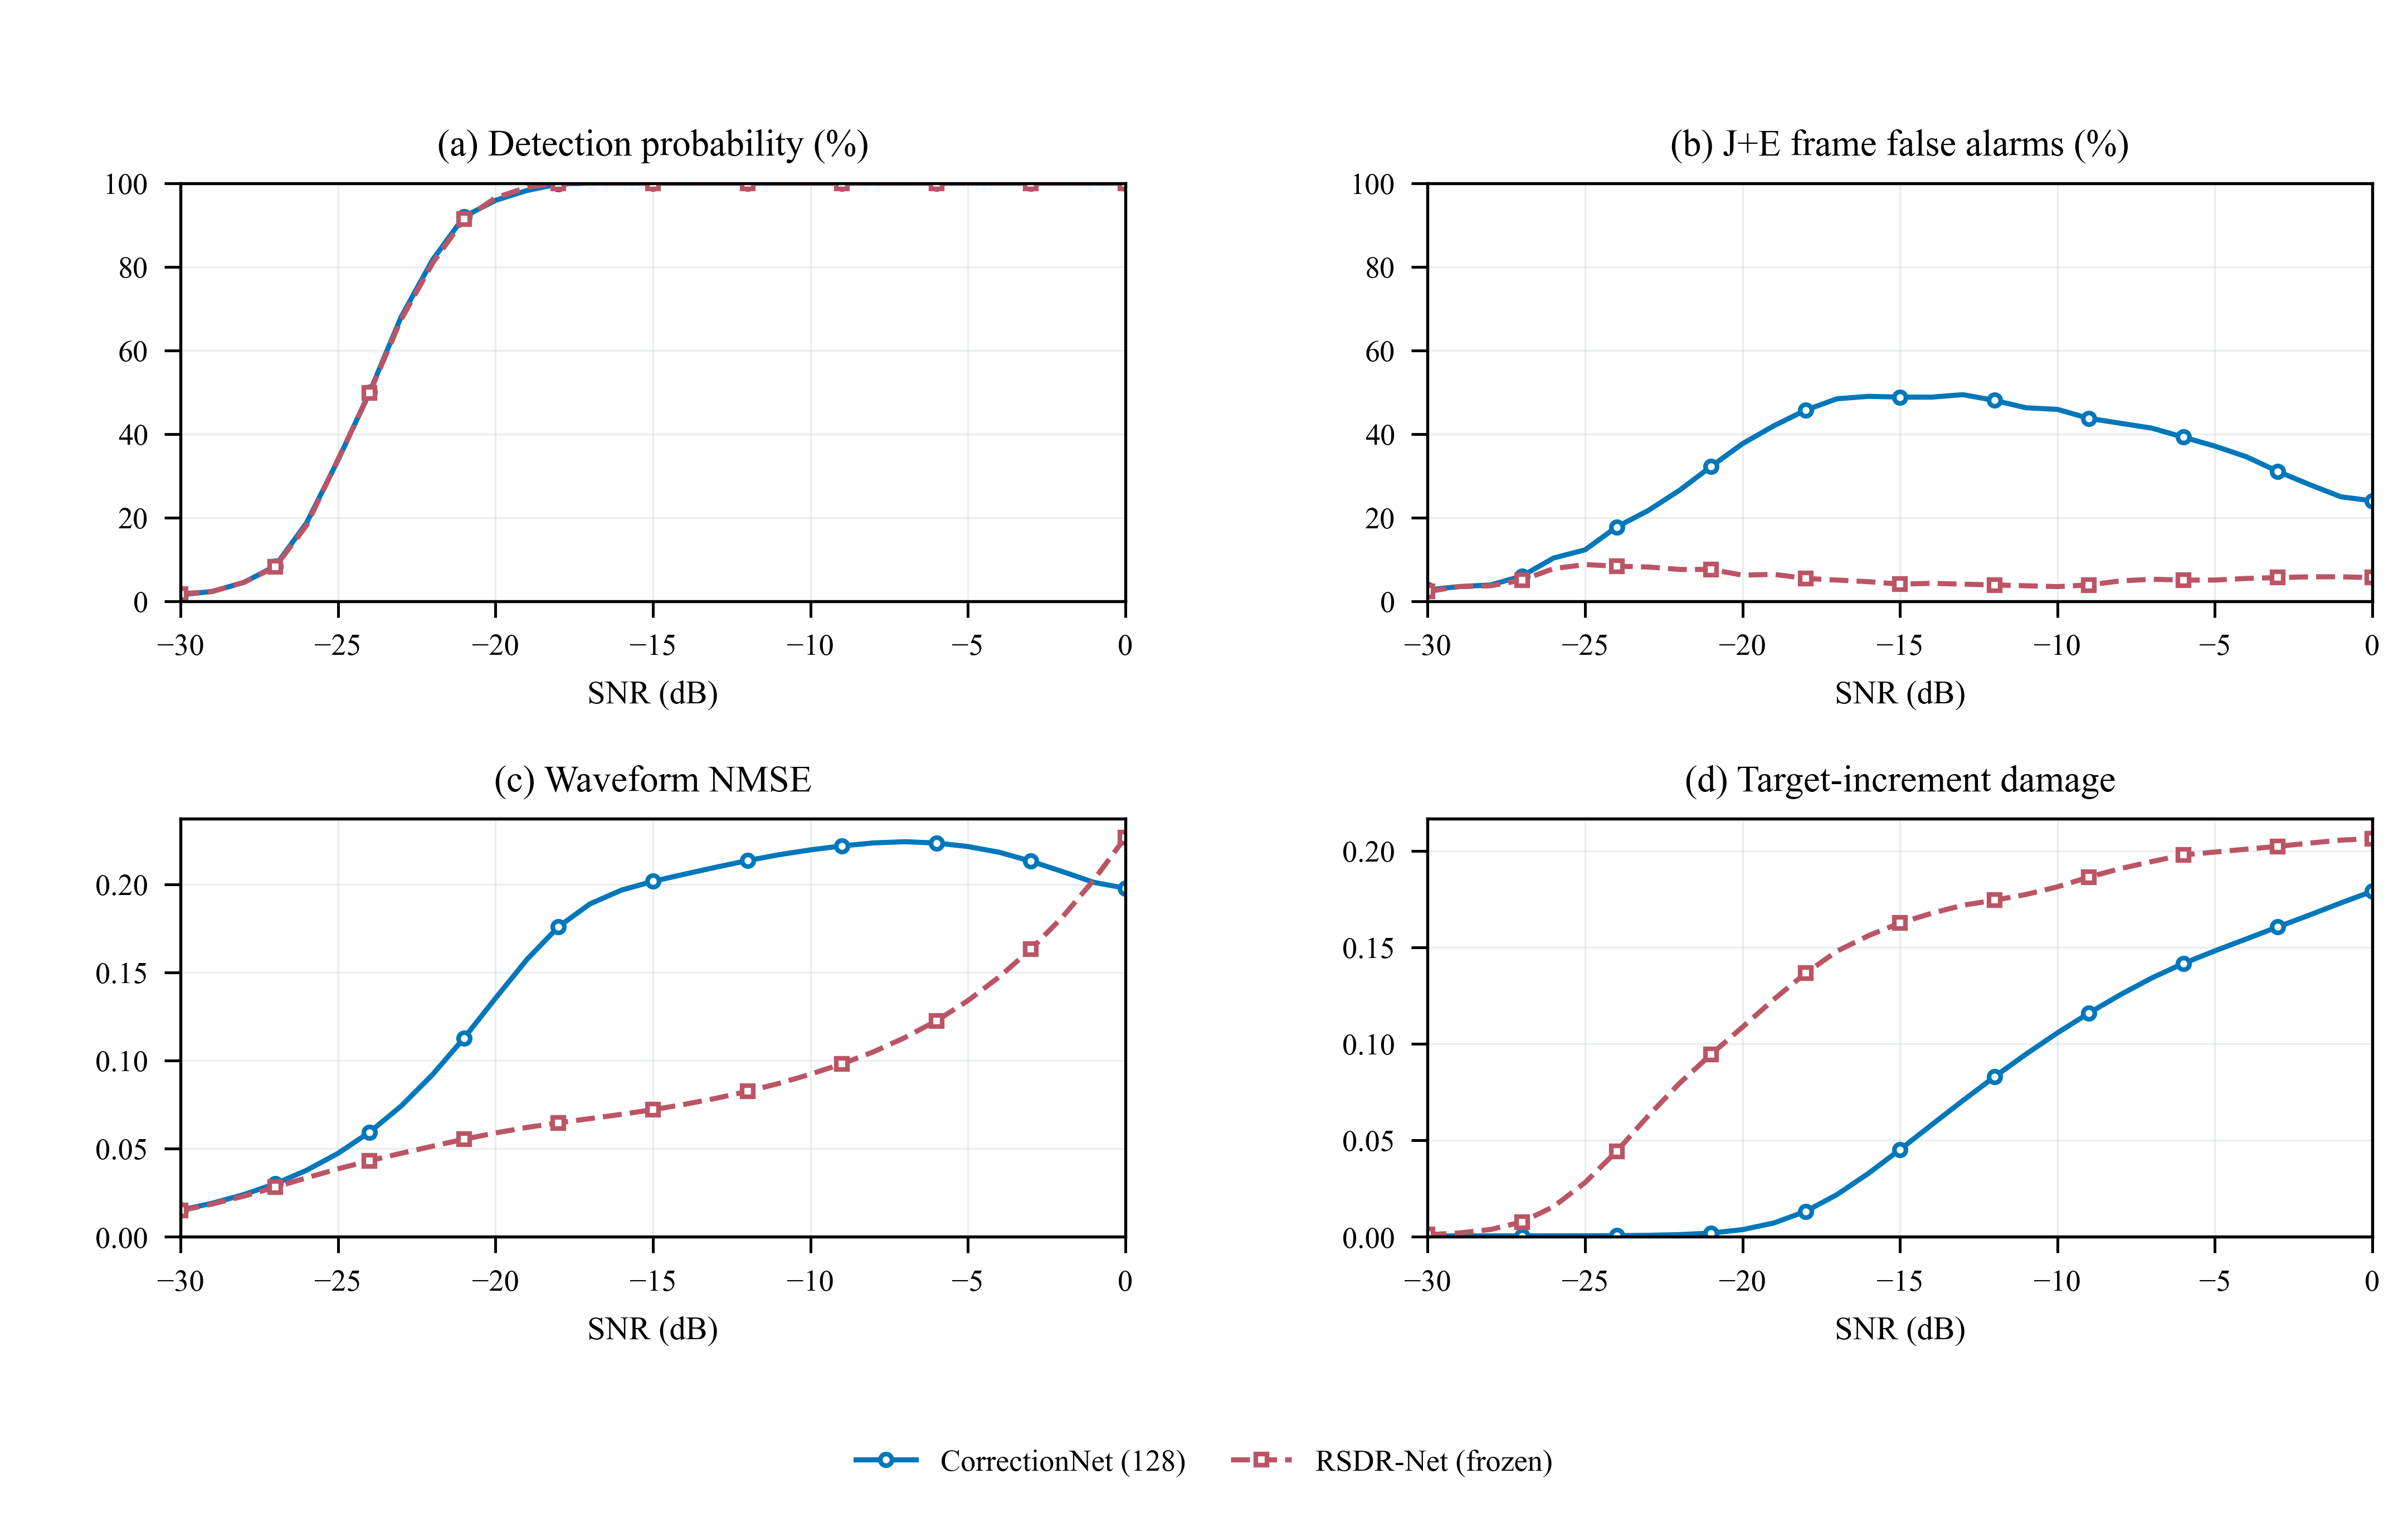 (a) Detection probability (%)
100
80
60
40
20
0
−30 −25 −20 −15 −10 −5 0
SNR (dB)
(b) J+E frame false alarms (%)
100
80
60
40
20
0
−30 −25 −20 −15 −10 −5 0
SNR (dB)
(c) Waveform NMSE
0.20
0.15
0.10
0.05
0.00
−30 −25 −20 −15 −10 −5 0
SNR (dB)
(d) Target-increment damage
0.20
0.15
0.10
0.05
0.00
−30 −25 −20 −15 −10 −5 0
SNR (dB)
CorrectionNet (128) RSDR-Net (frozen)